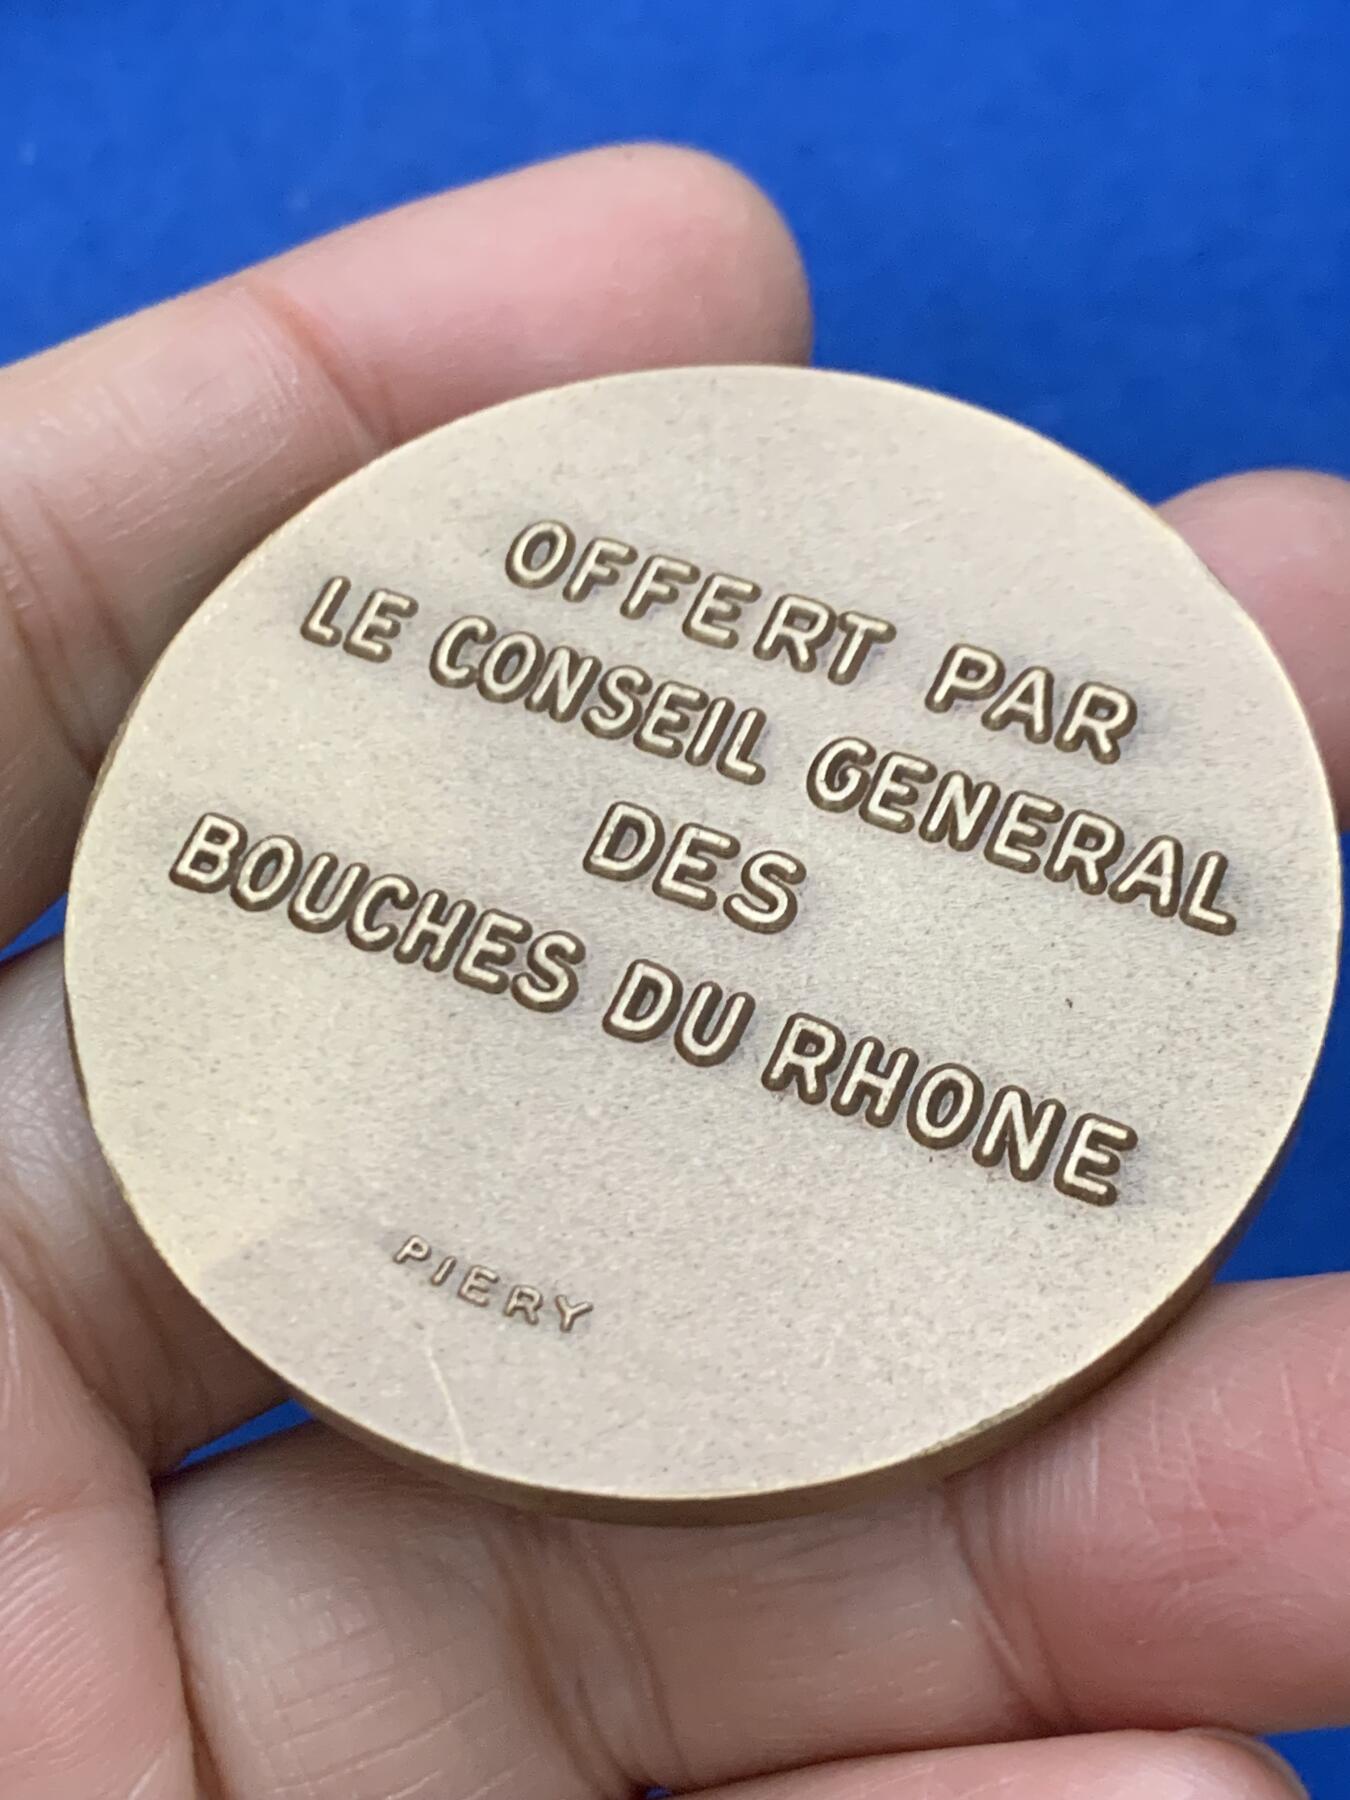 OFFERT PAR
LE CONSEIL GENERAL
DES
BOUCHES DU RHONE
PIERY